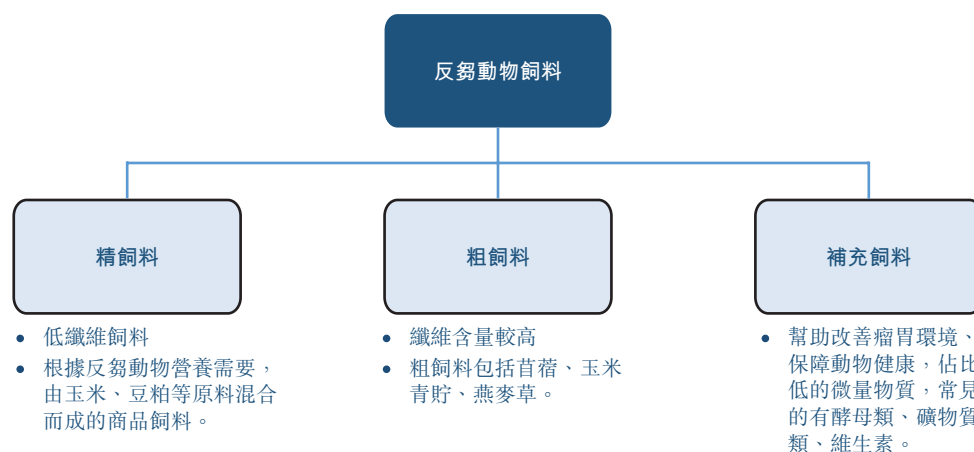 反芻動物飼料
精飼料
粗飼料
補充飼料
• 低纖維飼料
• 根據反芻動物營養需要，
由玉米、豆粕等原料混合
而成的商品飼料。
• 纖維含量較高
• 粗飼料包括苜蓿、玉米
青貯、燕麥草。
• 幫助改善瘤胃環境、
保障動物健康，佔比
低的微量物質，常見
的有酵母類、礦物質
類、維生素。